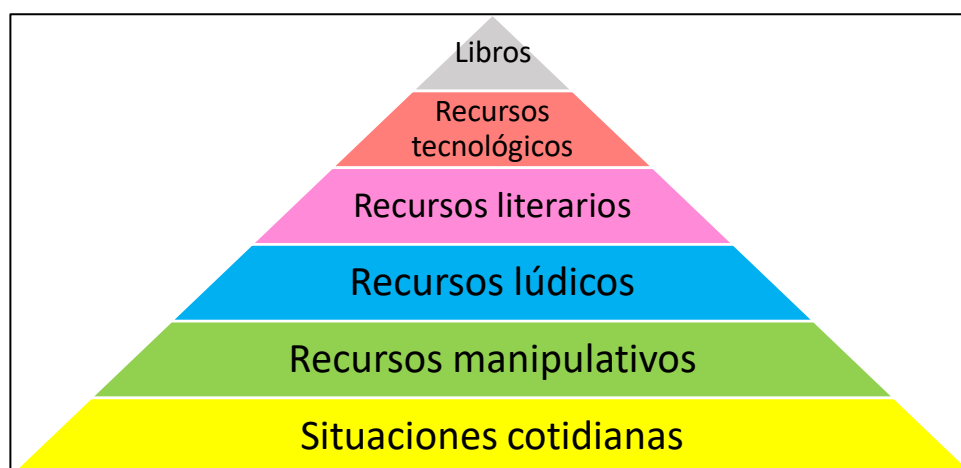 Libros
Recursos
tecnológicos
Recursos literarios
Recursos lúdicos
Recursos manipulativos
Situaciones cotidianas